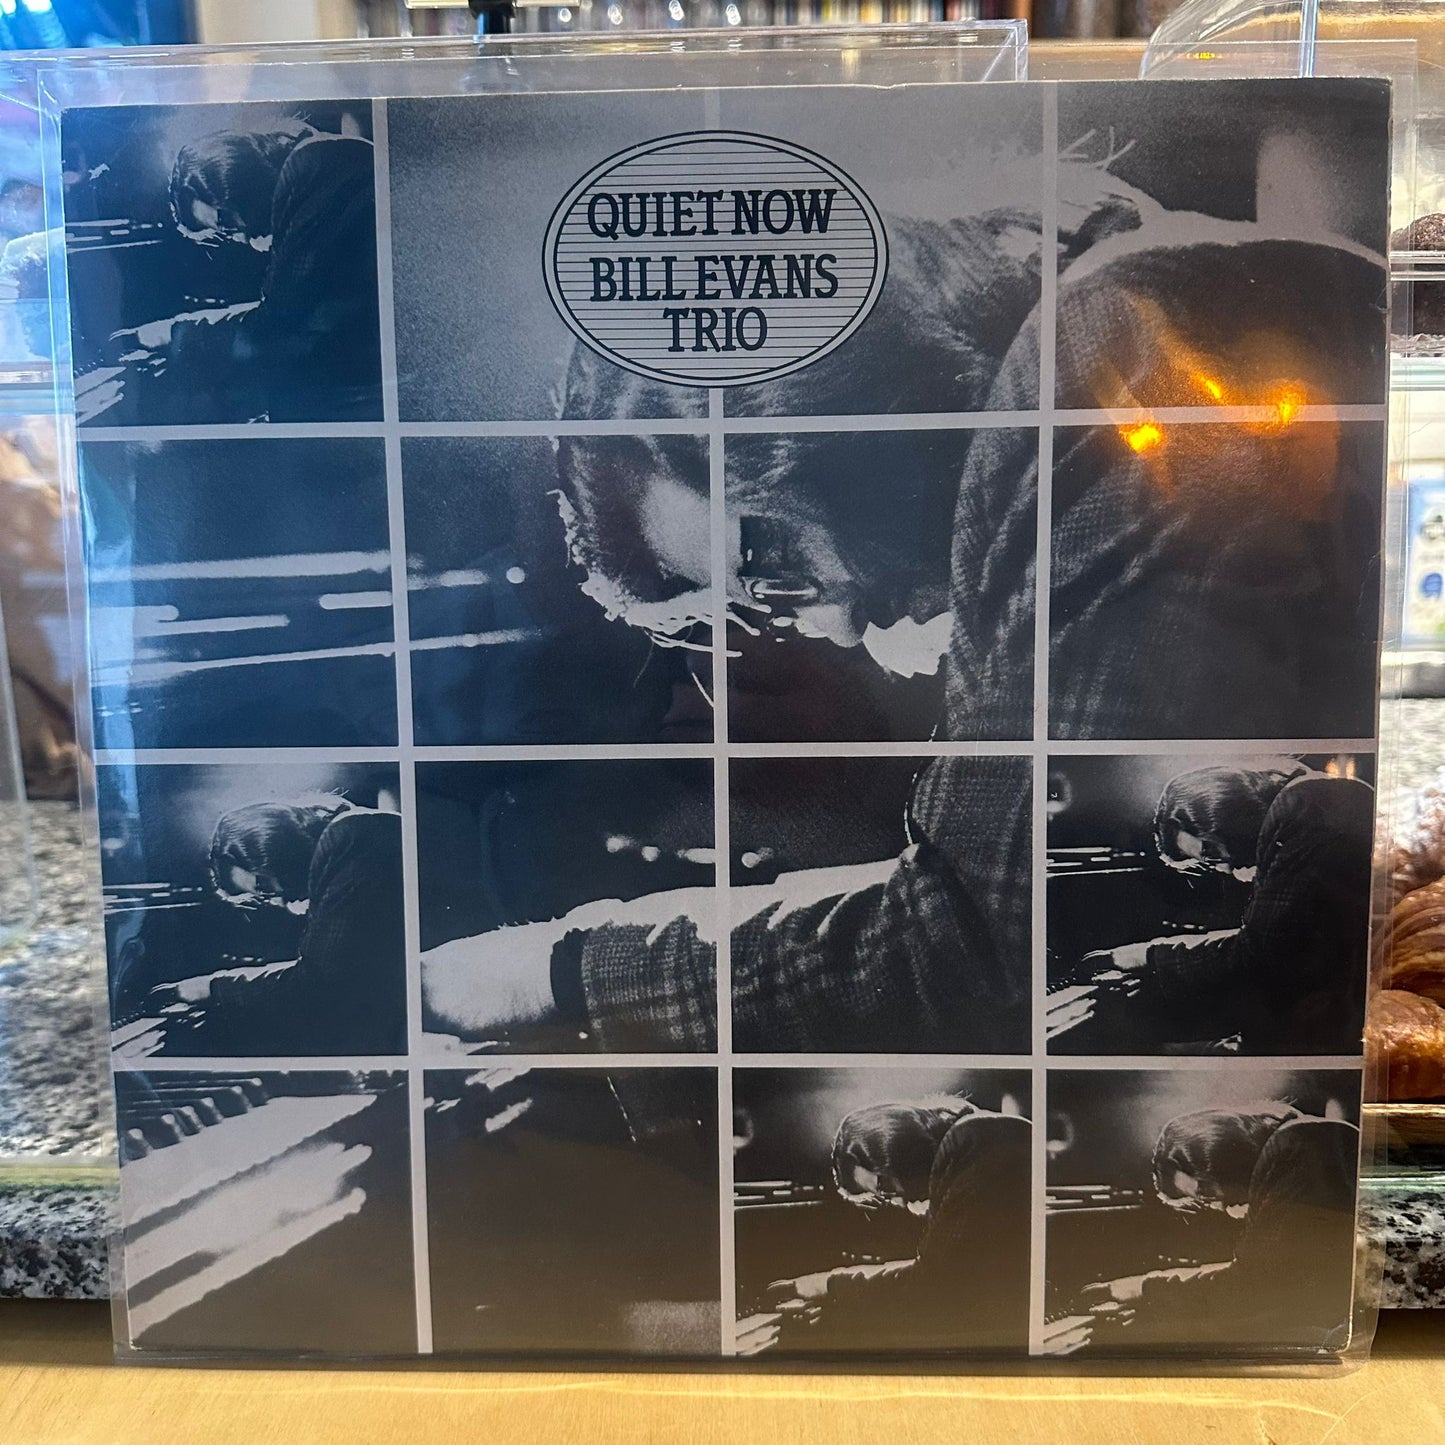 QUIET NOW
BILL EVANS
TRIO